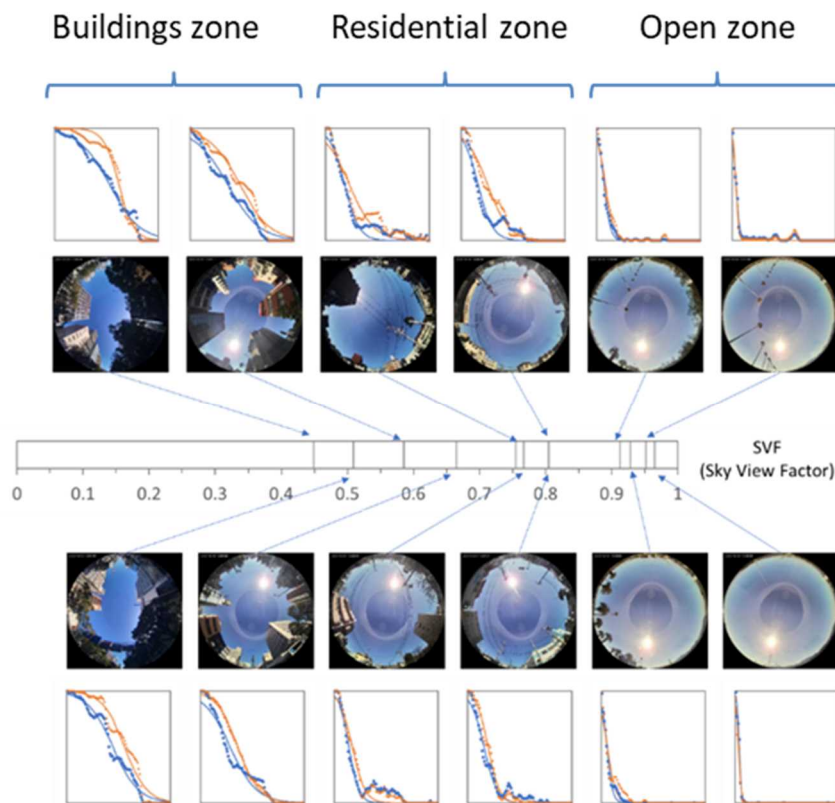 Buildings zone Residential zone Open zone
SVF
(Sky View Factor)
0 0.1 0.2 0.3 0.4 0.5 0.6 0.7 0.8 0.9 1